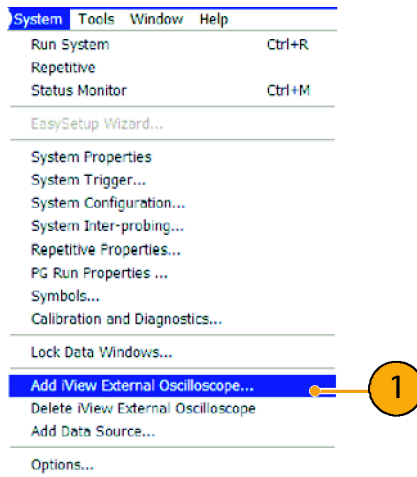 System Tools Window Help
Run System Ctrl+R
Repetitive
Status Monitor Ctrl+M
EasySetup Wizard...
System Properties
System Trigger...
System Configuration...
System Inter-probing...
Repetitive Properties...
PG Run Properties ...
Symbols...
Calibration and Diagnostics...
Lock Data Windows...
Add iView External Oscilloscope...
1
Delete iView External Oscilloscope
Add Data Source...
Options...